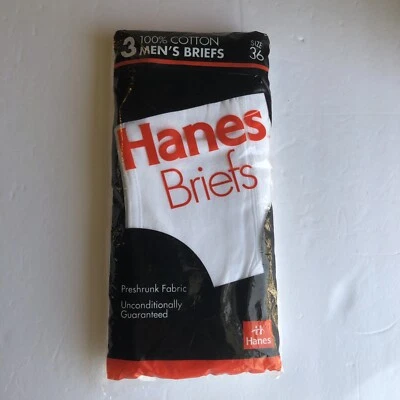 3 100% COTTON
MEN'S BRIEFS
SIZE
36
Hanes
Briefs
Preshrunk Fabric
Unconditionally
Guaranteed
Hanes